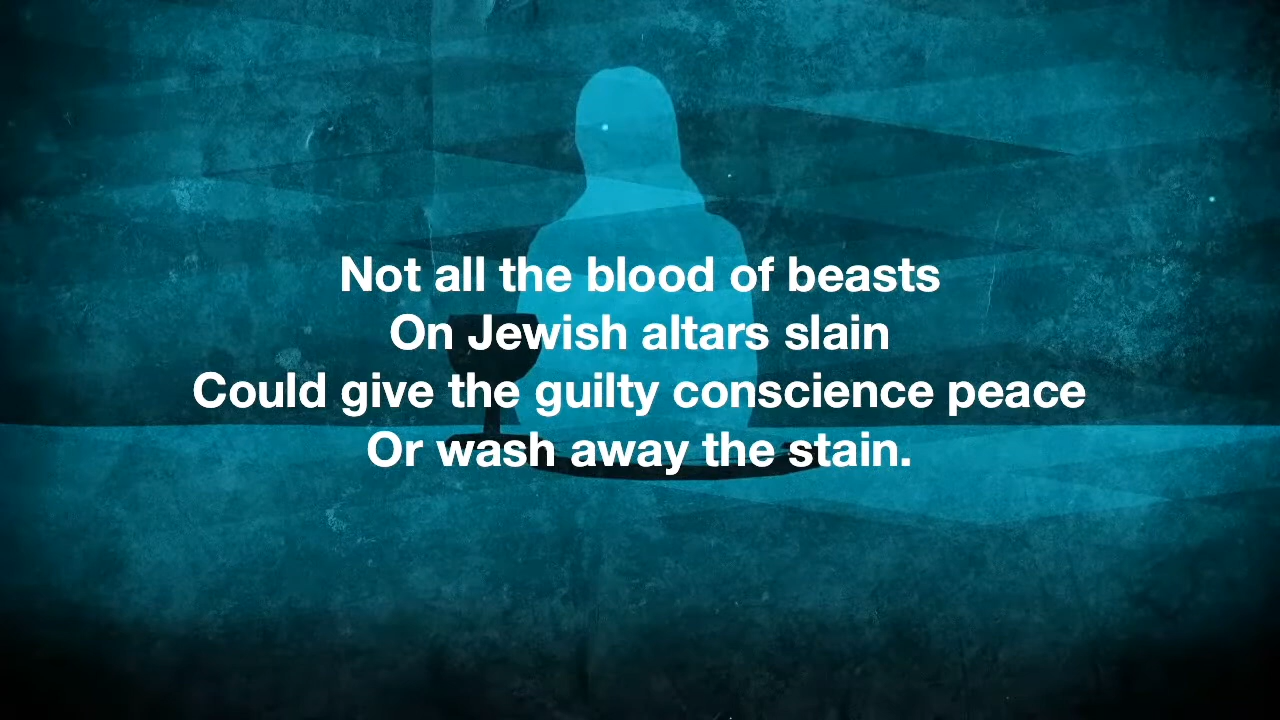 Not all the blood of beasts
On Jewish altars slain
Could give the guilty conscience peace
Or wash away the stain.